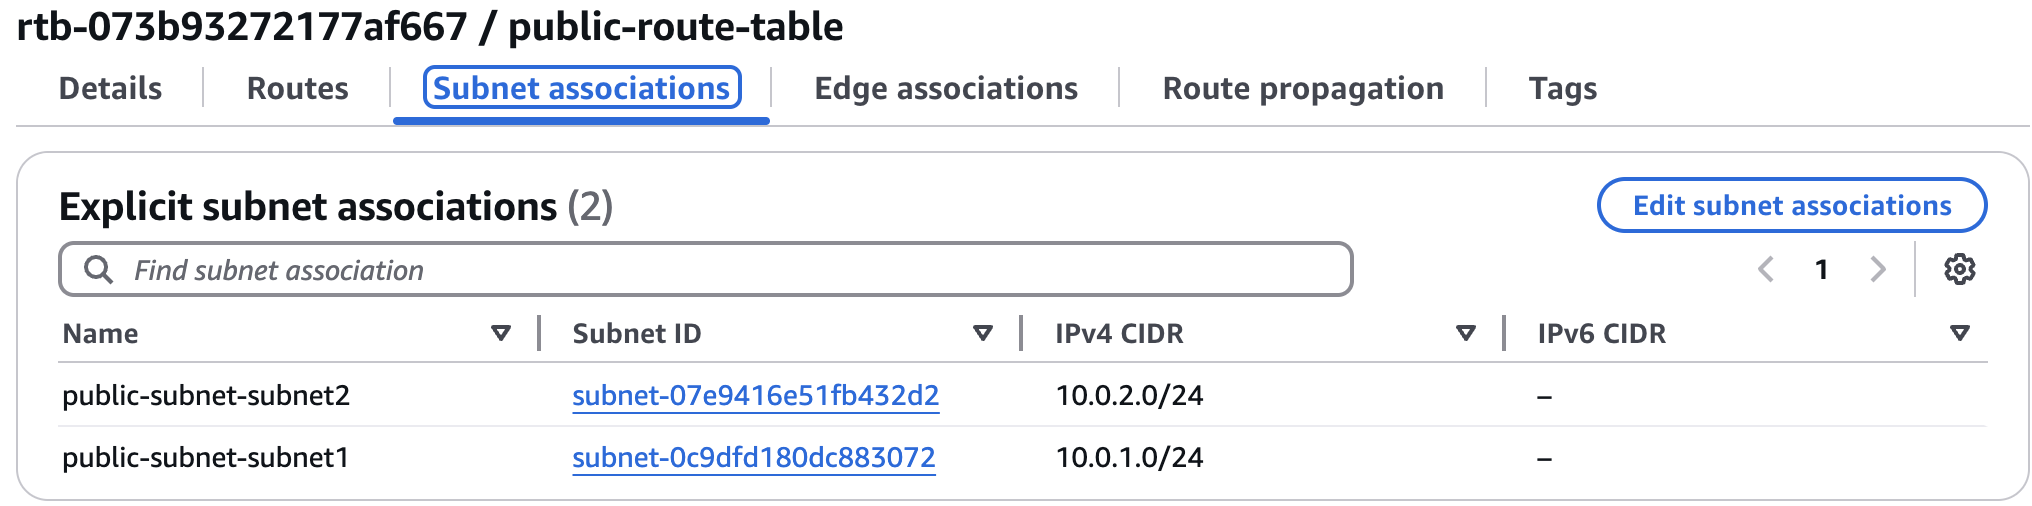 rtb-073b93272177af667 / public-route-table
Details Routes Subnet associations Edge associations Route propagation Tags
Explicit subnet associations (2)
Edit subnet associations
Find subnet association
1
Name Subnet ID IPv4 CIDR IPv6 CIDR
public-subnet-subnet2 subnet-07e9416e51fb432d2 10.0.2.0/24 –
public-subnet-subnet1 subnet-0c9dfd180dc883072 10.0.1.0/24 –